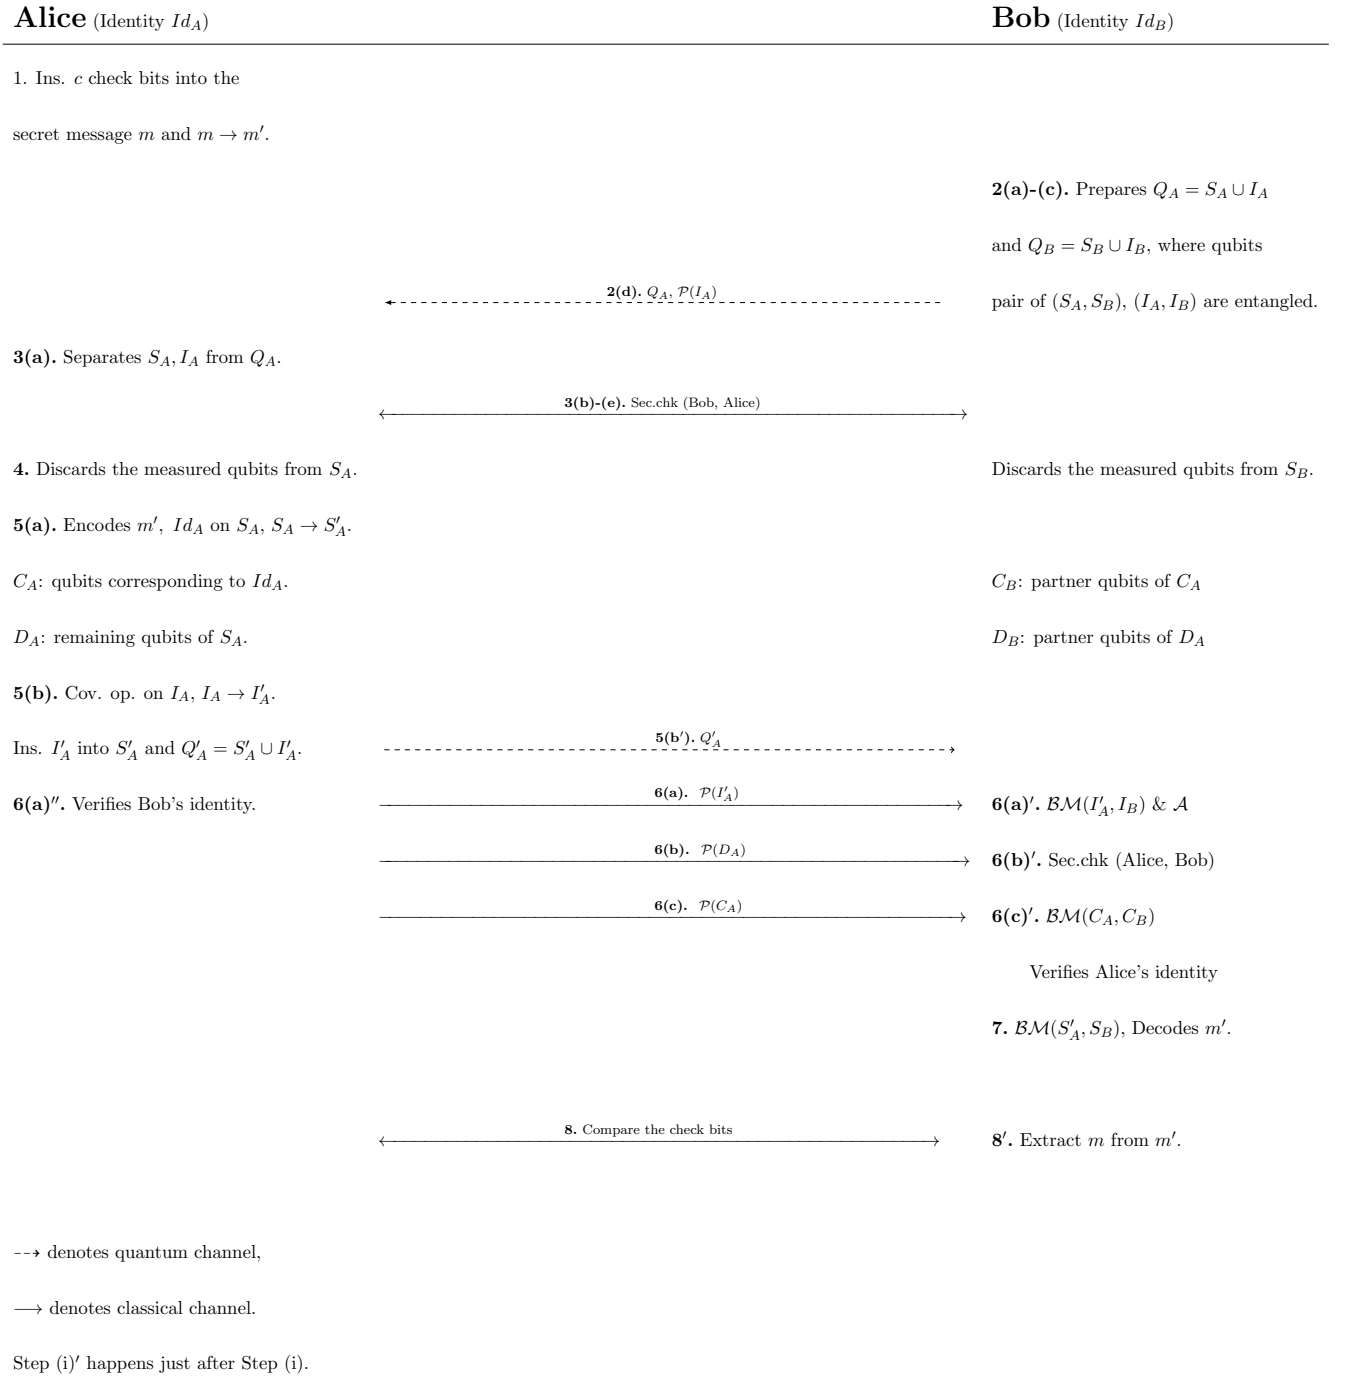 Alice (Identity Id_A) Bob (Identity Id_B)
1. Ins. c check bits into the
secret message m and m → m′.
2(a)-(c). Prepares Q_A = S_A ∪ I_A
and Q_B = S_B ∪ I_B, where qubits
2(d). Q_A, 𝒫(I_A)
pair of (S_A, S_B), (I_A, I_B) are entangled.
3(a). Separates S_A, I_A from Q_A.
3(b)-(e). Sec.chk (Bob, Alice)
4. Discards the measured qubits from S_A. Discards the measured qubits from S_B.
5(a). Encodes m′, Id_A on S_A, S_A → S′_A.
C_A: qubits corresponding to Id_A. C_B: partner qubits of C_A
D_A: remaining qubits of S_A. D_B: partner qubits of D_A
5(b). Cov. op. on I_A, I_A → I′_A.
Ins. I′_A into S′_A and Q′_A = S′_A ∪ I′_A. 5(b′). Q′_A
6(a)″. Verifies Bob's identity. 6(a). 𝒫(I′_A) 6(a)′. ℬℳ(I′_A, I_B) & 𝒜
6(b). 𝒫(D_A) 6(b)′. Sec.chk (Alice, Bob)
6(c). 𝒫(C_A) 6(c)′. ℬℳ(C_A, C_B)
Verifies Alice's identity
7. ℬℳ(S′_A, S_B), Decodes m′.
8. Compare the check bits 8′. Extract m from m′.
⇢ denotes quantum channel,
⟶ denotes classical channel.
Step (i)′ happens just after Step (i).